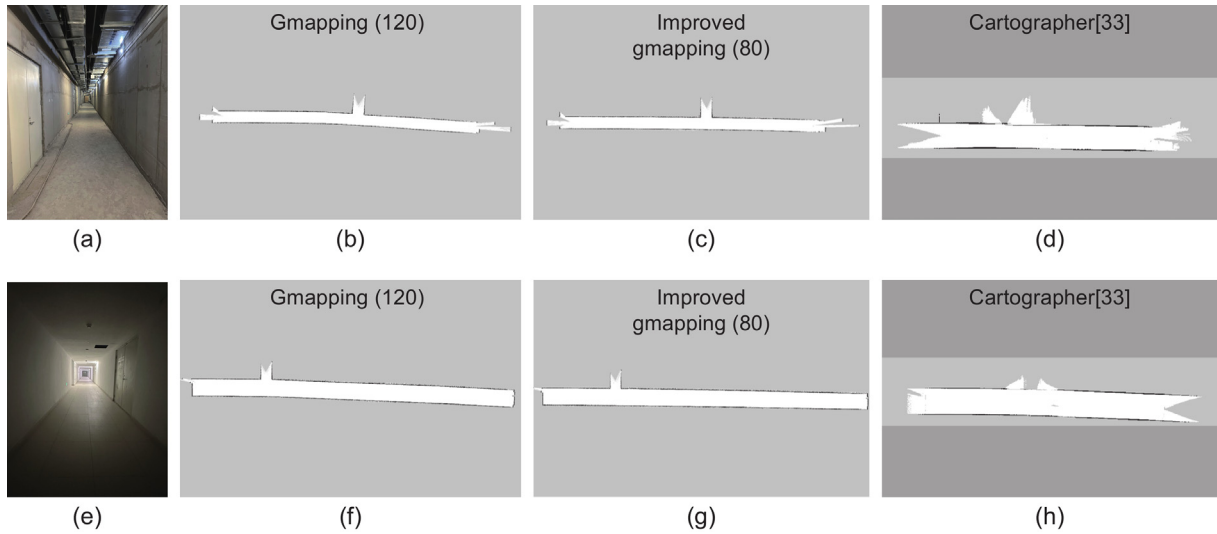 Gmapping (120)
Improved
gmapping (80)
Cartographer[33]
(a)
(b)
(c)
(d)
Gmapping (120)
Improved
gmapping (80)
Cartographer[33]
(e)
(f)
(g)
(h)